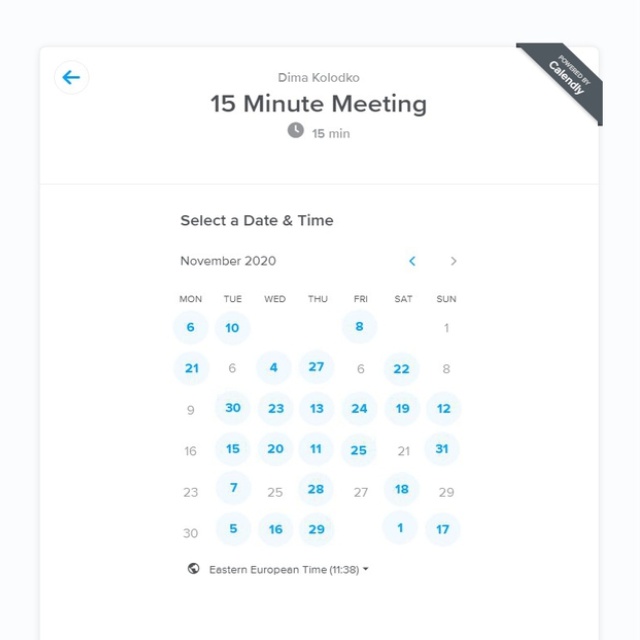 Dima Kolodko
POWERED BY
Calendly
15 Minute Meeting
15 min
Select a Date & Time
November 2020
MON TUE WED THU FRI SAT SUN
6 10 8 1
21 6 4 27 6 22 8
9 30 23 13 24 19 12
16 15 20 11 25 21 31
23 7 25 28 27 18 29
30 5 16 29 1 17
Eastern European Time (11:38)